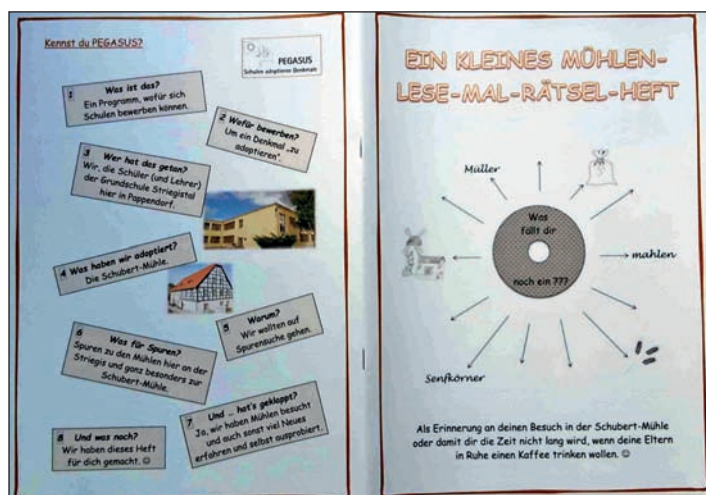 Kennst du PEGASUS?
PEGASUS
Schulen adoptieren Denkmale
1 Was ist das?
Ein Programm, wofür sich
Schulen bewerben können.
2 Wofür bewerben?
Um ein Denkmal „zu
adoptieren“.
3 Wer hat das getan?
Wir, die Schüler (und Lehrer)
der Grundschule Striegistal
hier in Pappendorf.
4 Was haben wir adoptiert?
Die Schubert-Mühle.
5 Warum?
Wir wollten auf
Spurensuche gehen.
6 Was für Spuren?
Spuren zu den Mühlen hier an der
Striegis und ganz besonders zur
Schubert-Mühle.
7 Und ... hat's geklappt?
Ja, wir haben Mühlen besucht
und auch sonst viel Neues
erfahren und selbst ausprobiert.
8 Und was noch?
Wir haben dieses Heft
für dich gemacht. ☺
EIN KLEINES MÜHLEN-
LESE-MAL-RÄTSEL-HEFT
Müller
Was
fällt dir
noch ein ???
mahlen
Senfkörner
Als Erinnerung an deinen Besuch in der Schubert-Mühle
oder damit dir die Zeit nicht lang wird, wenn deine Eltern
in Ruhe einen Kaffee trinken wollen. ☺